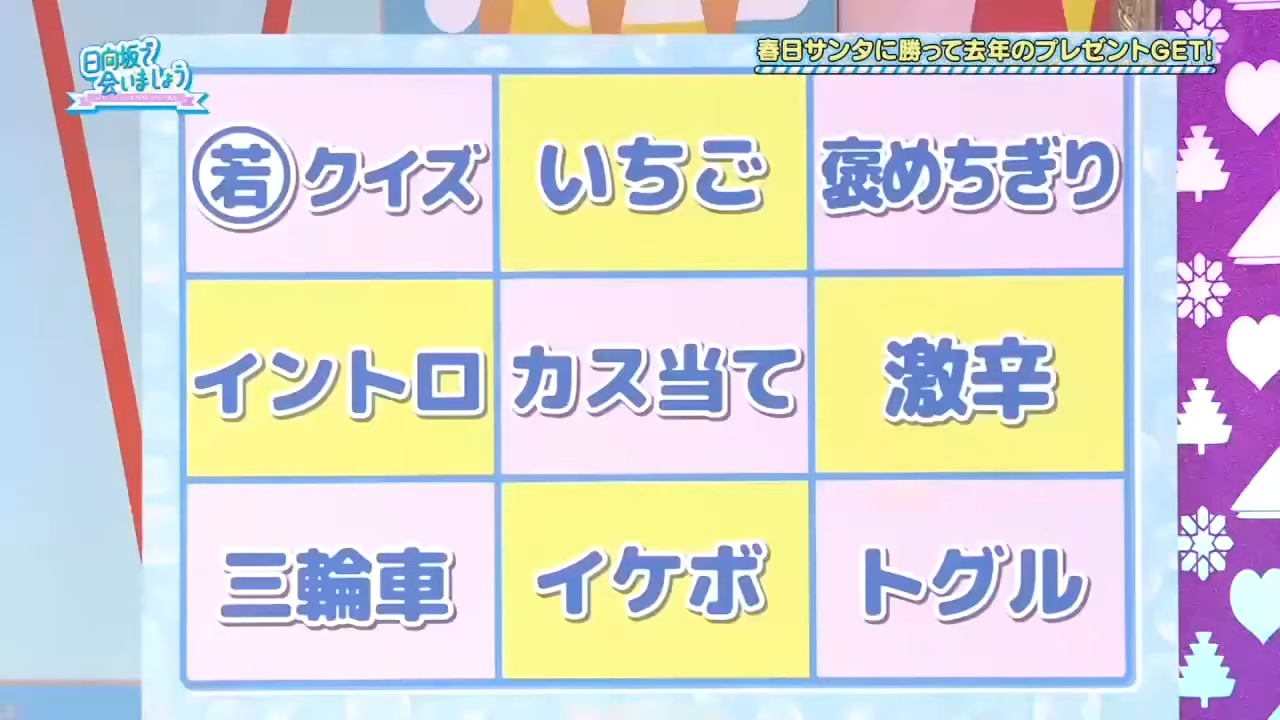 日向坂で
会いましょう
春日サンタに勝って去年のプレゼントGET!
㊅クイズ
いちご
褒めちぎり
イントロ
カス当て
激辛
三輪車
イケボ
トグル